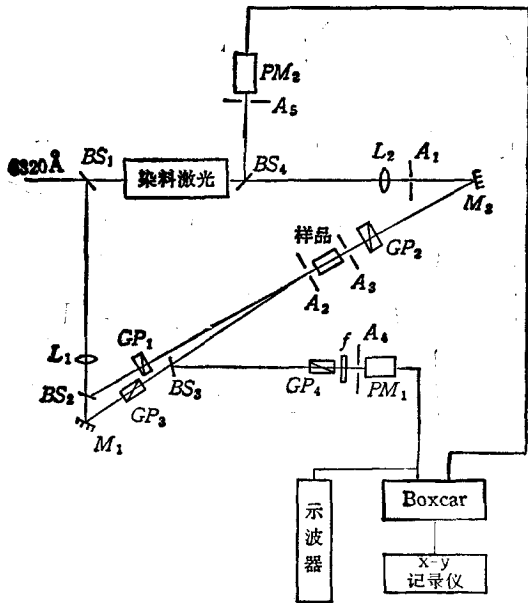 PM₂
A₅
6320Å
BS₁
染料激光
BS₄
L₂
A₁
M₂
样品
GP₂
A₃
A₂
GP₁
L₁
BS₂
GP₃
M₁
BS₃
A₄
f
GP₄
PM₁
示波器
Boxcar
x-y
记录仪